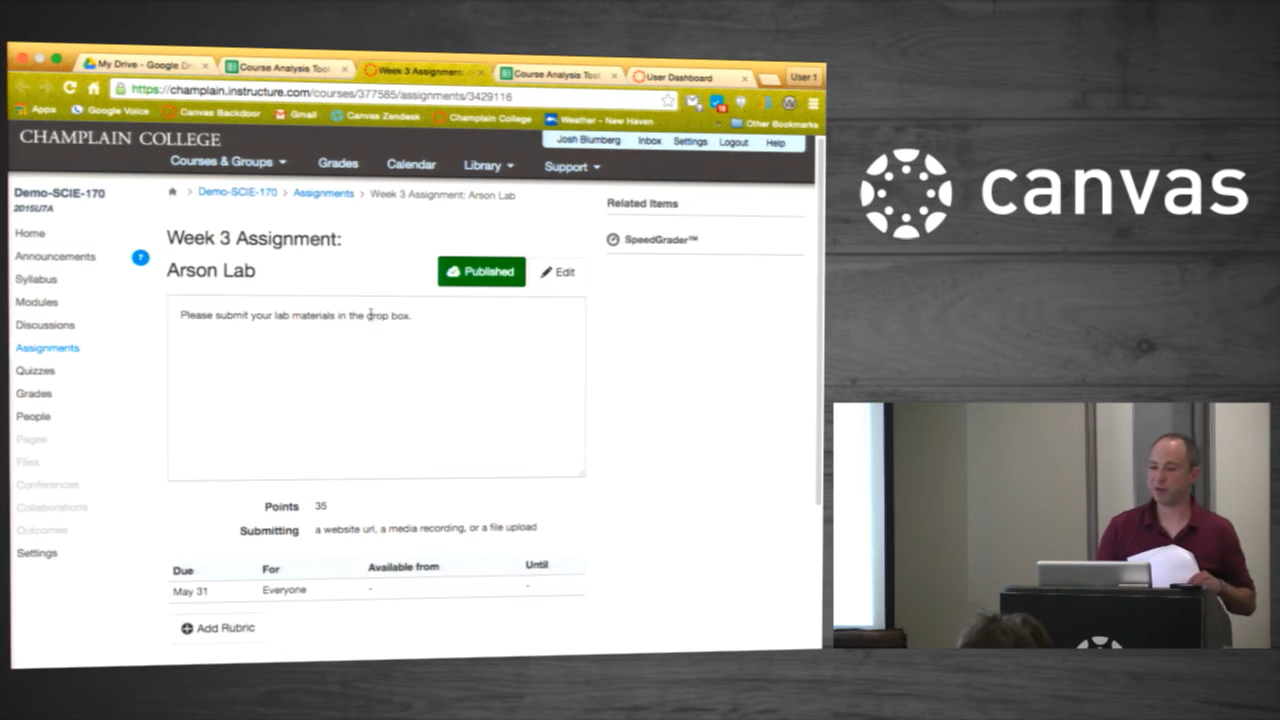 My Drive - Google Dri
Course Analysis Tool
Week 3 Assignment:
Course Analysis Tool
User Dashboard
User 1
https://champlain.instructure.com/courses/377585/assignments/3429116
Apps
Google Voice
Canvas Backdoor
Gmail
Canvas Zendesk
Champlain College
Weather - New Haven
Other Bookmarks
CHAMPLAIN COLLEGE
Josh Blumberg Inbox Settings Logout Help
Courses & Groups Grades Calendar Library Support
Demo-SCIE-170
2015U7A
Demo-SCIE-170 > Assignments > Week 3 Assignment: Arson Lab
Home
Announcements
Syllabus
Modules
Discussions
Assignments
Quizzes
Grades
People
Pages
Files
Conferences
Collaborations
Outcomes
Settings
7
Week 3 Assignment:
Arson Lab
Published
Edit
Please submit your lab materials in the drop box.
Points 35
Submitting a website url, a media recording, or a file upload
Due For Available from Until
May 31 Everyone - -
Add Rubric
Related Items
SpeedGrader™
canvas